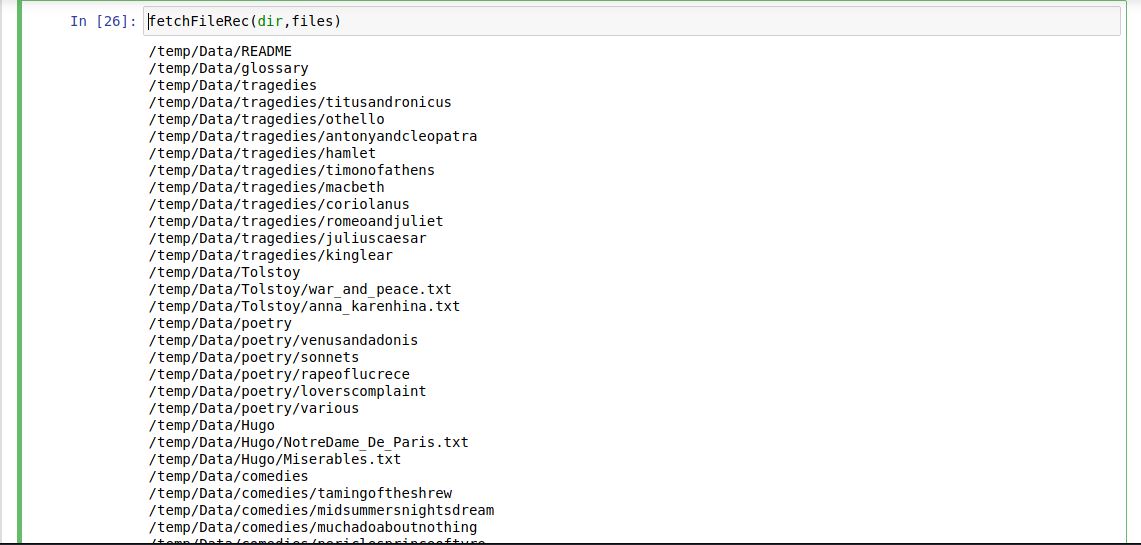 In [26]: fetchFileRec(dir,files)
/temp/Data/README
/temp/Data/glossary
/temp/Data/tragedies
/temp/Data/tragedies/titusandronicus
/temp/Data/tragedies/othello
/temp/Data/tragedies/antonyandcleopatra
/temp/Data/tragedies/hamlet
/temp/Data/tragedies/timonofathens
/temp/Data/tragedies/macbeth
/temp/Data/tragedies/coriolanus
/temp/Data/tragedies/romeoandjuliet
/temp/Data/tragedies/juliuscaesar
/temp/Data/tragedies/kinglear
/temp/Data/Tolstoy
/temp/Data/Tolstoy/war_and_peace.txt
/temp/Data/Tolstoy/anna_karenhina.txt
/temp/Data/poetry
/temp/Data/poetry/venusandadonis
/temp/Data/poetry/sonnets
/temp/Data/poetry/rapeoflucrece
/temp/Data/poetry/loverscomplaint
/temp/Data/poetry/various
/temp/Data/Hugo
/temp/Data/Hugo/NotreDame_De_Paris.txt
/temp/Data/Hugo/Miserables.txt
/temp/Data/comedies
/temp/Data/comedies/tamingoftheshrew
/temp/Data/comedies/midsummersnightsdream
/temp/Data/comedies/muchadoaboutnothing